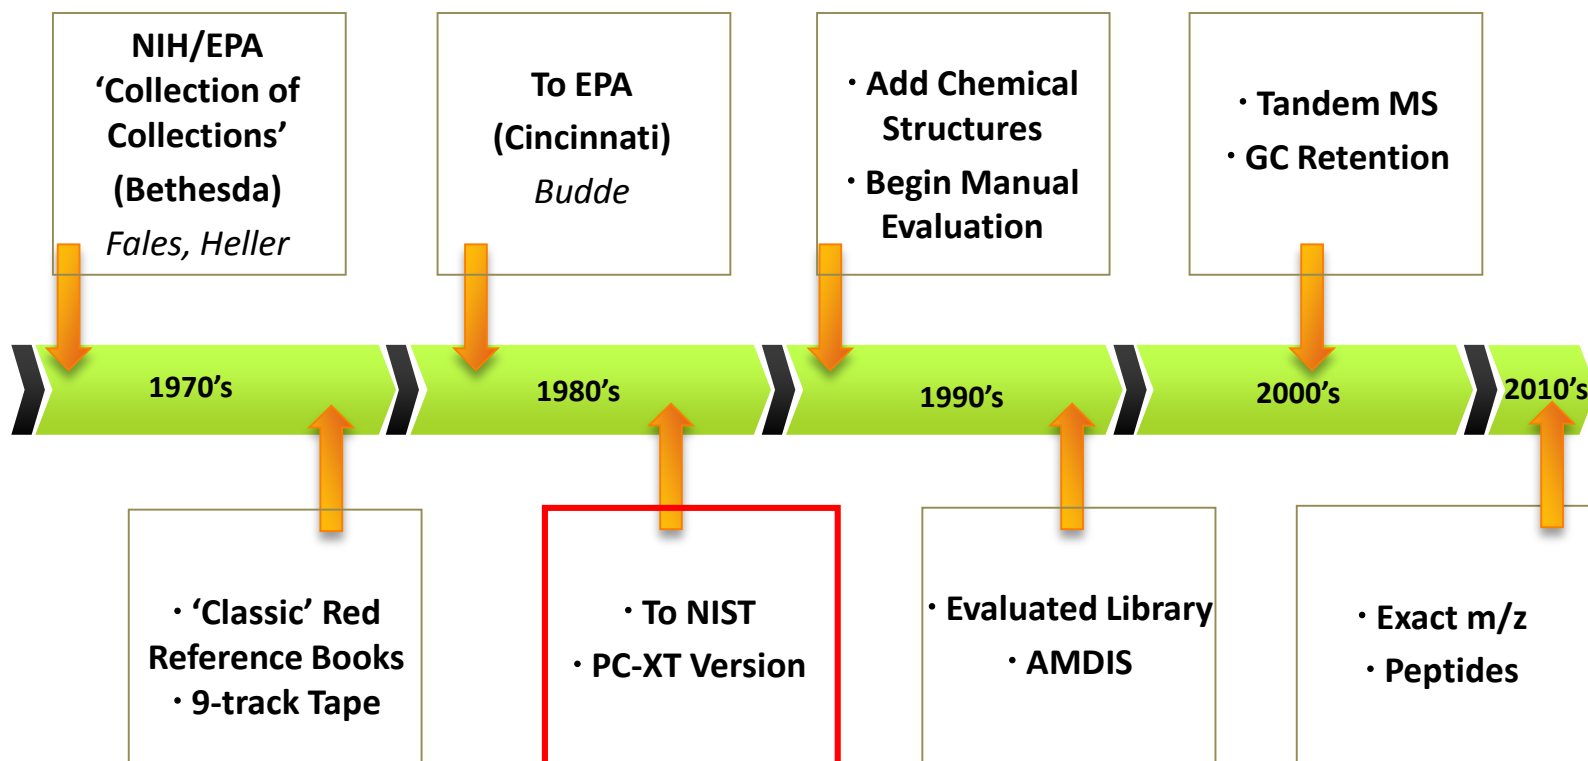 NIH/EPA
‘Collection of
Collections’
(Bethesda)
Fales, Heller
To EPA
(Cincinnati)
Budde
· Add Chemical
Structures
· Begin Manual
Evaluation
· Tandem MS
· GC Retention
1970’s
1980’s
1990’s
2000’s
2010’s
· ‘Classic’ Red
Reference Books
· 9-track Tape
· To NIST
· PC-XT Version
· Evaluated Library
· AMDIS
· Exact m/z
· Peptides